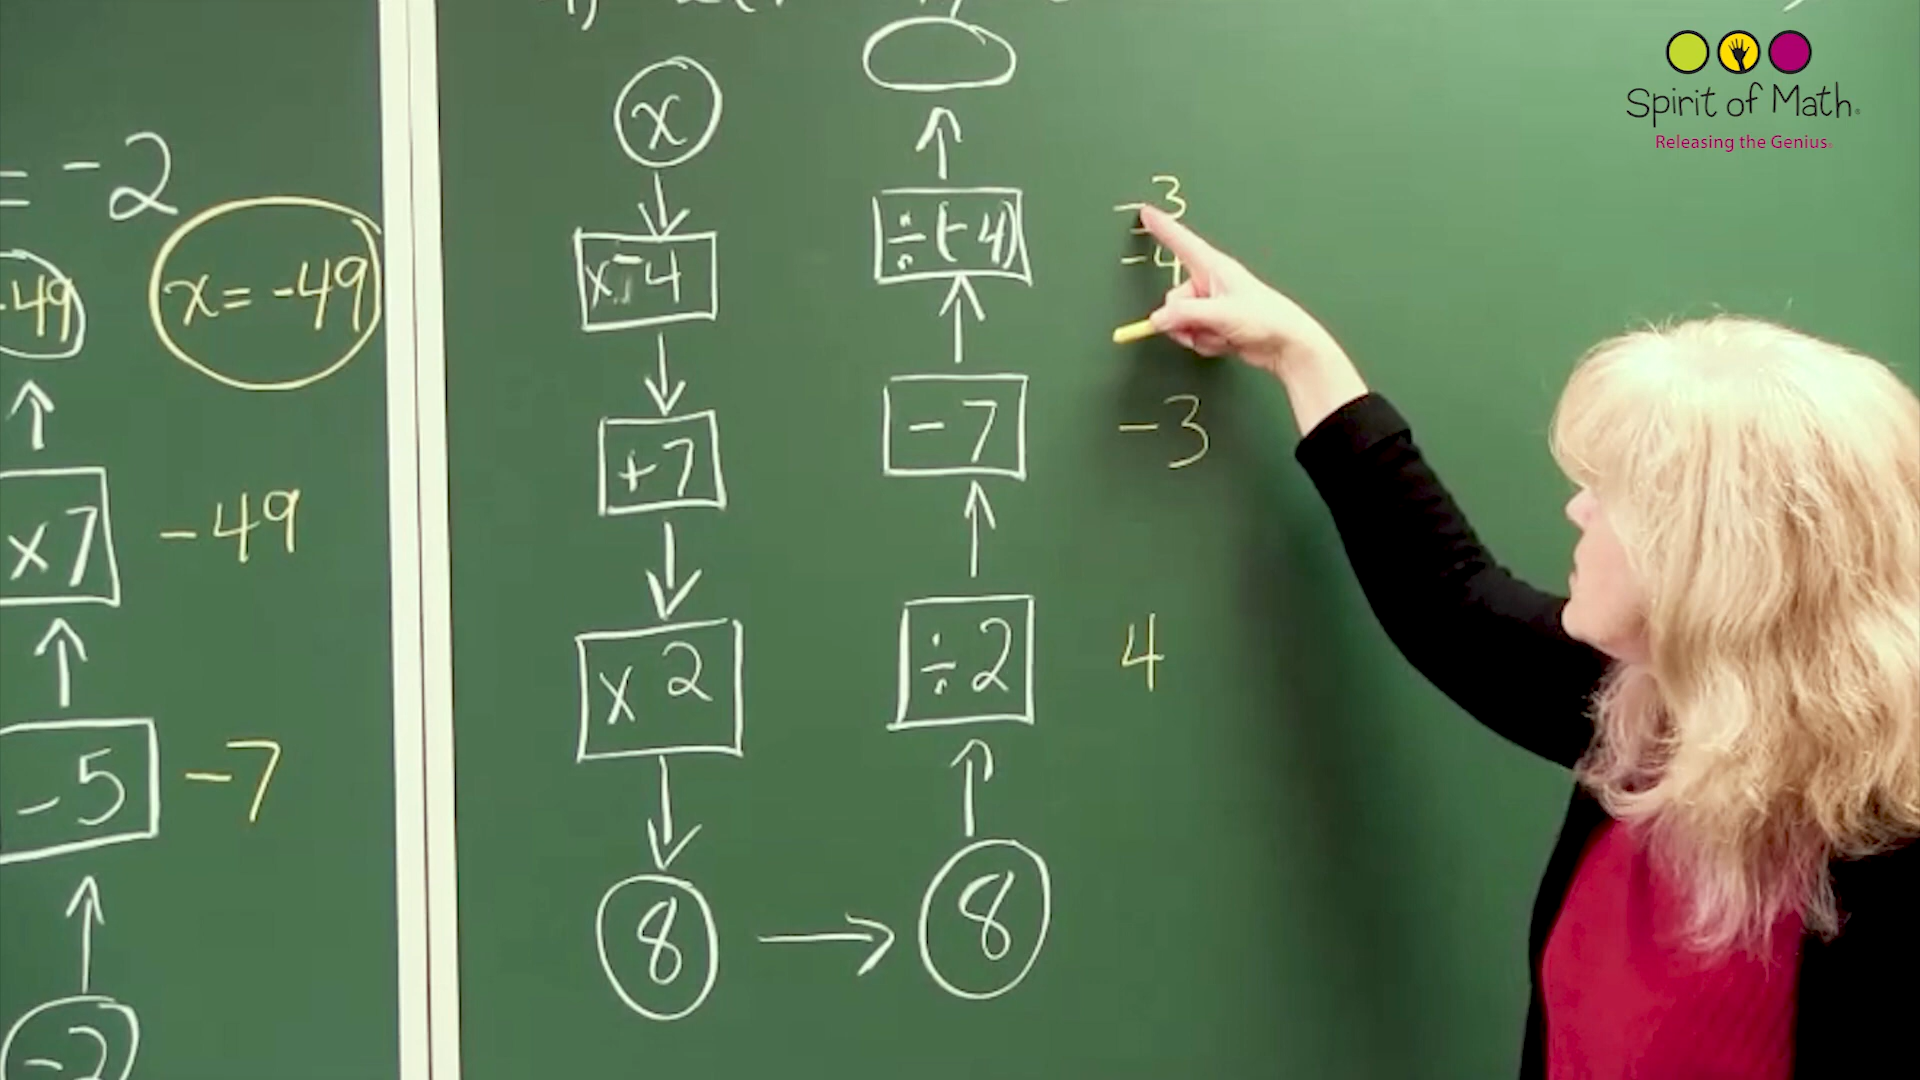 = -2
-49
x = -49
x7
-49
-5
-7
-2
x
x -4
+7
x 2
8
→
8
÷2
4
-7
-3
÷(-4)
-3
-4
Spirit of Math
Releasing the Genius